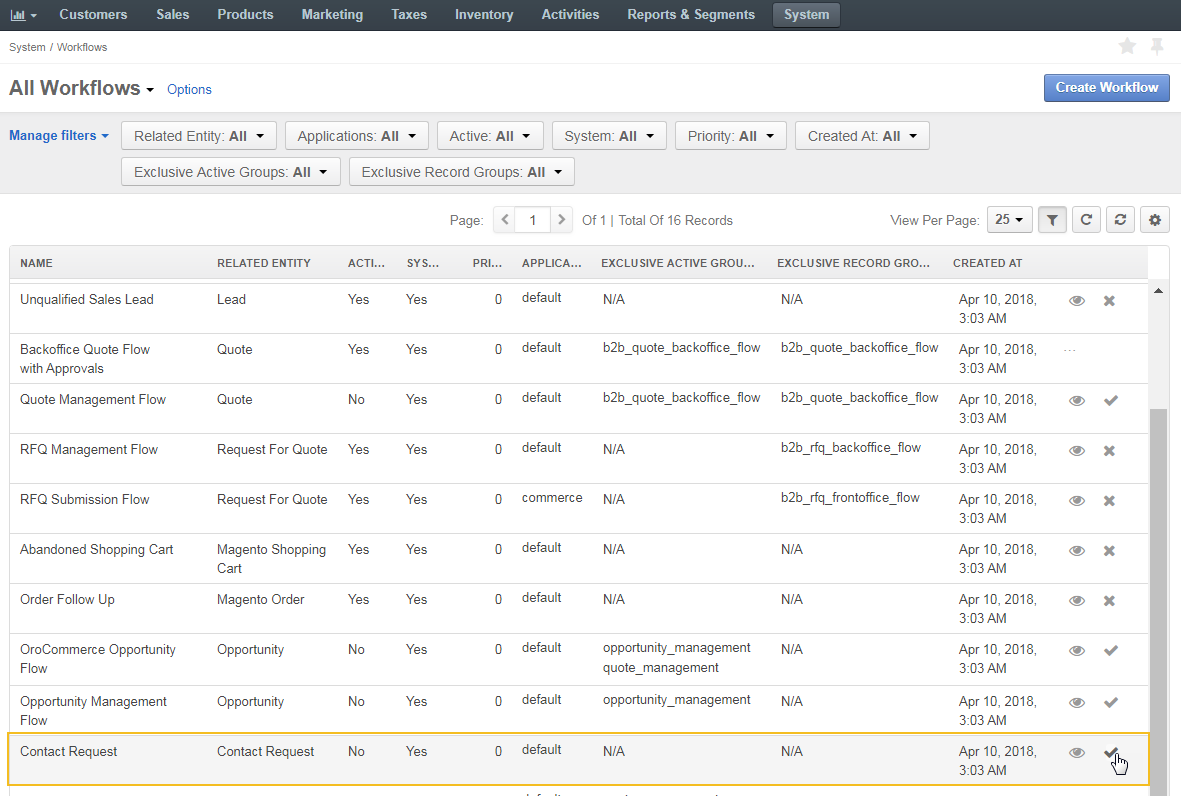 Customers Sales Products Marketing Taxes Inventory Activities Reports & Segments System
System / Workflows
All Workflows Options Create Workflow
Manage filters Related Entity: All Applications: All Active: All System: All Priority: All Created At: All
Exclusive Active Groups: All Exclusive Record Groups: All
Page: 1 Of 1 | Total Of 16 Records View Per Page: 25
NAME RELATED ENTITY ACTI... SYS... PRI... APPLICA... EXCLUSIVE ACTIVE GROU... EXCLUSIVE RECORD GRO... CREATED AT
Unqualified Sales Lead Lead Yes Yes 0 default N/A N/A Apr 10, 2018,
3:03 AM
Backoffice Quote Flow Quote Yes Yes 0 default b2b_quote_backoffice_flow b2b_quote_backoffice_flow Apr 10, 2018, ...
with Approvals 3:03 AM
Quote Management Flow Quote No Yes 0 default b2b_quote_backoffice_flow b2b_quote_backoffice_flow Apr 10, 2018,
3:03 AM
RFQ Management Flow Request For Quote Yes Yes 0 default N/A b2b_rfq_backoffice_flow Apr 10, 2018,
3:03 AM
RFQ Submission Flow Request For Quote Yes Yes 0 commerce N/A b2b_rfq_frontoffice_flow Apr 10, 2018,
3:03 AM
Abandoned Shopping Cart Magento Shopping Yes Yes 0 default N/A N/A Apr 10, 2018,
Cart 3:03 AM
Order Follow Up Magento Order Yes Yes 0 default N/A N/A Apr 10, 2018,
3:03 AM
OroCommerce Opportunity Opportunity No Yes 0 default opportunity_management N/A Apr 10, 2018,
Flow quote_management 3:03 AM
Opportunity Management Opportunity No Yes 0 default opportunity_management N/A Apr 10, 2018,
Flow 3:03 AM
Contact Request Contact Request No Yes 0 default N/A N/A Apr 10, 2018,
3:03 AM